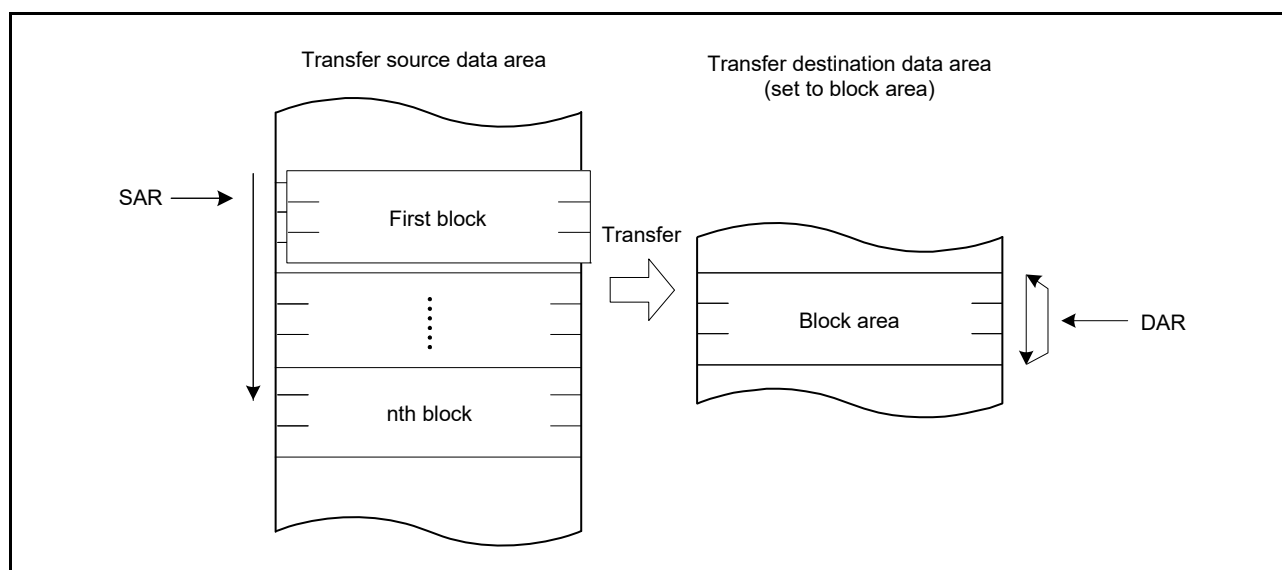 Transfer source data area
Transfer destination data area
(set to block area)
SAR
First block
Transfer
Block area
DAR
nth block